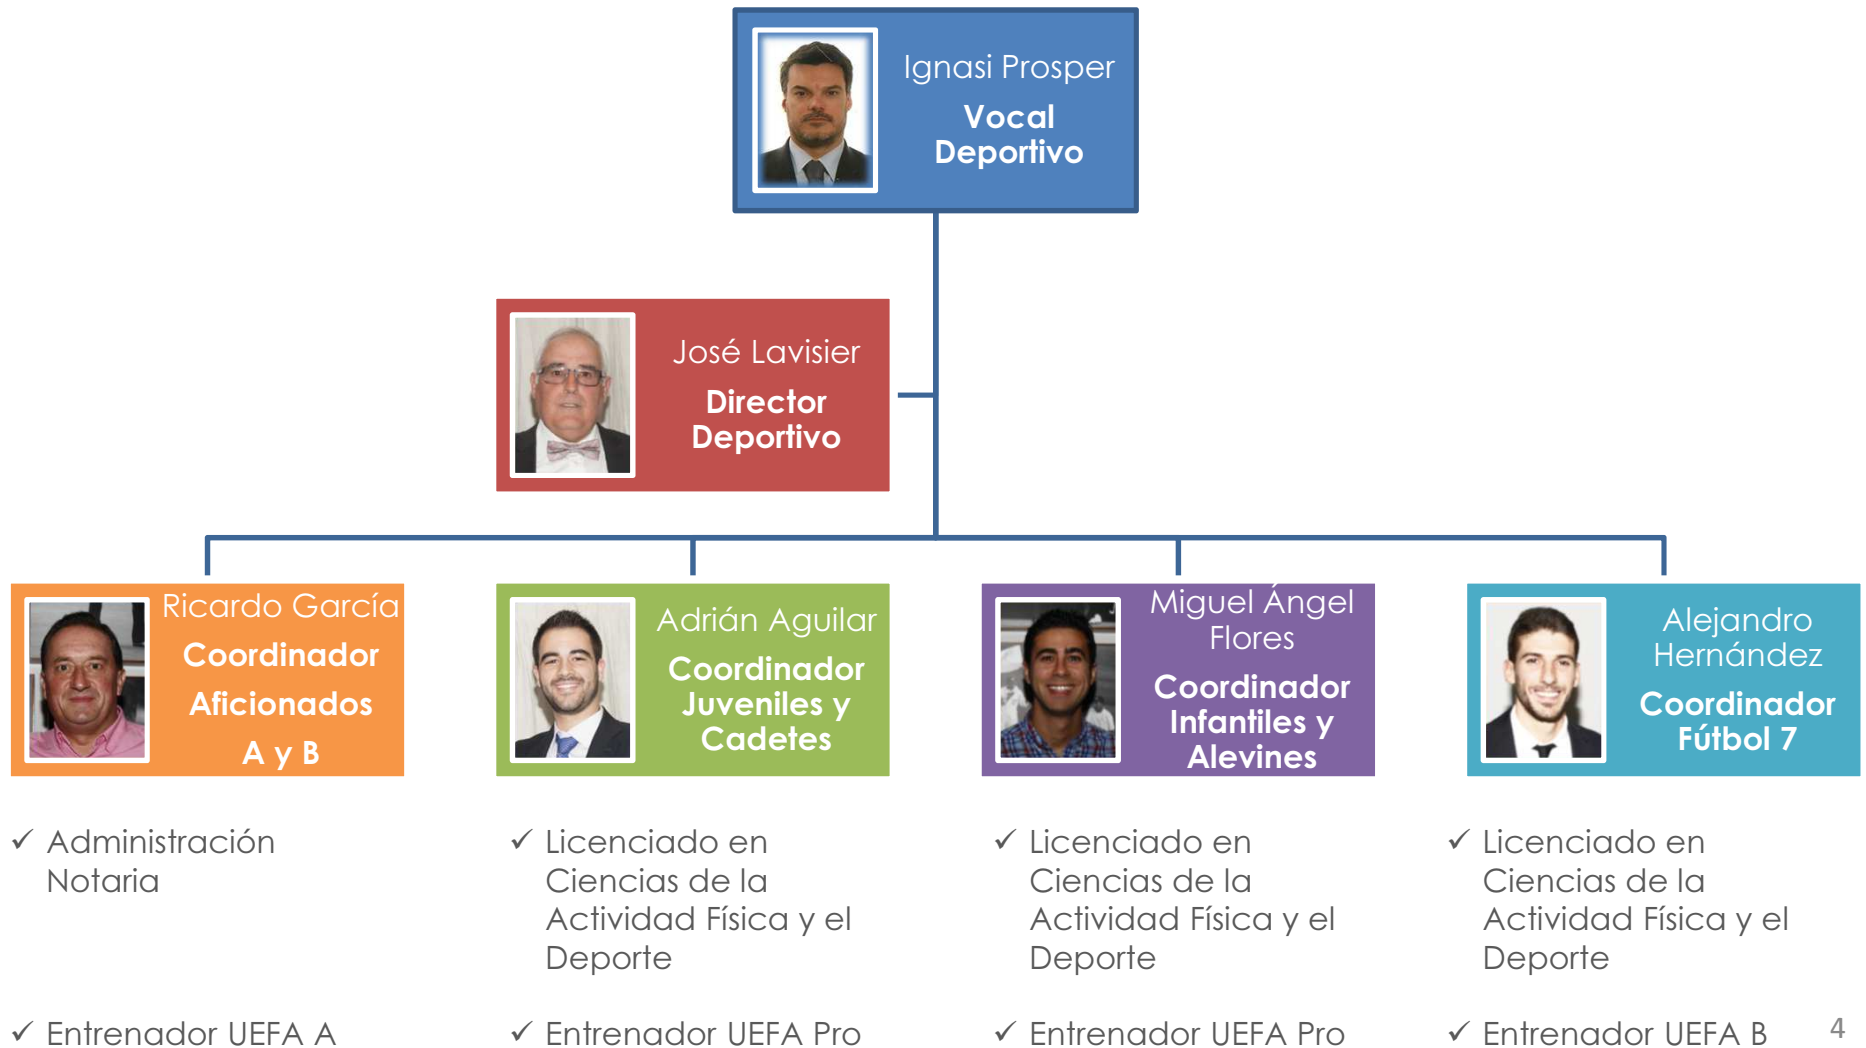 Ignasi Prosper
Vocal
Deportivo
José Lavisier
Director
Deportivo
Ricardo García
Coordinador
Aficionados
A y B
Adrián Aguilar
Coordinador
Juveniles y
Cadetes
Miguel Ángel
Flores
Coordinador
Infantiles y
Alevines
Alejandro
Hernández
Coordinador
Fútbol 7
✓ Administración
Notaria
✓ Entrenador UEFA A
✓ Licenciado en
Ciencias de la
Actividad Física y el
Deporte
✓ Entrenador UEFA Pro
✓ Licenciado en
Ciencias de la
Actividad Física y el
Deporte
✓ Entrenador UEFA Pro
✓ Licenciado en
Ciencias de la
Actividad Física y el
Deporte
✓ Entrenador UEFA B
4